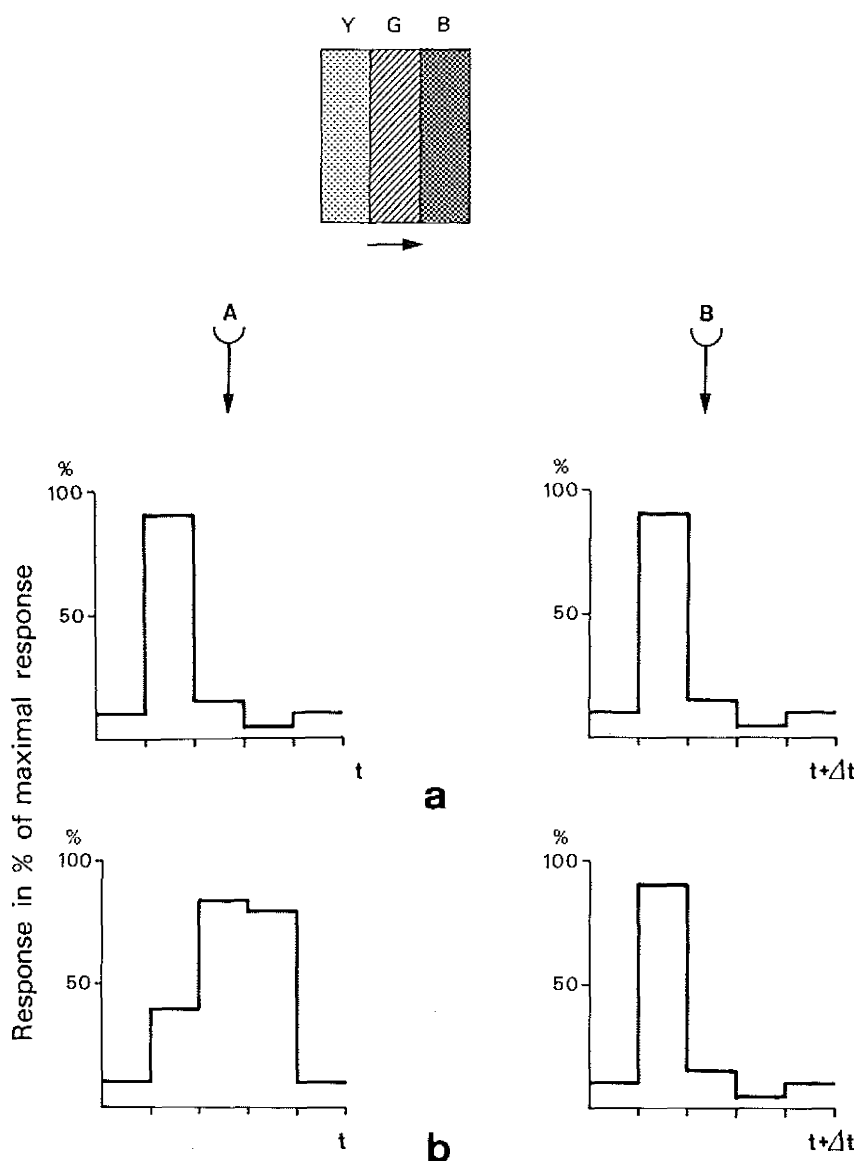 Y G B
A B
Response in % of maximal response
% %
100 100
50 50
t t+Δt
a
% %
100 100
50 50
t t+Δt
b